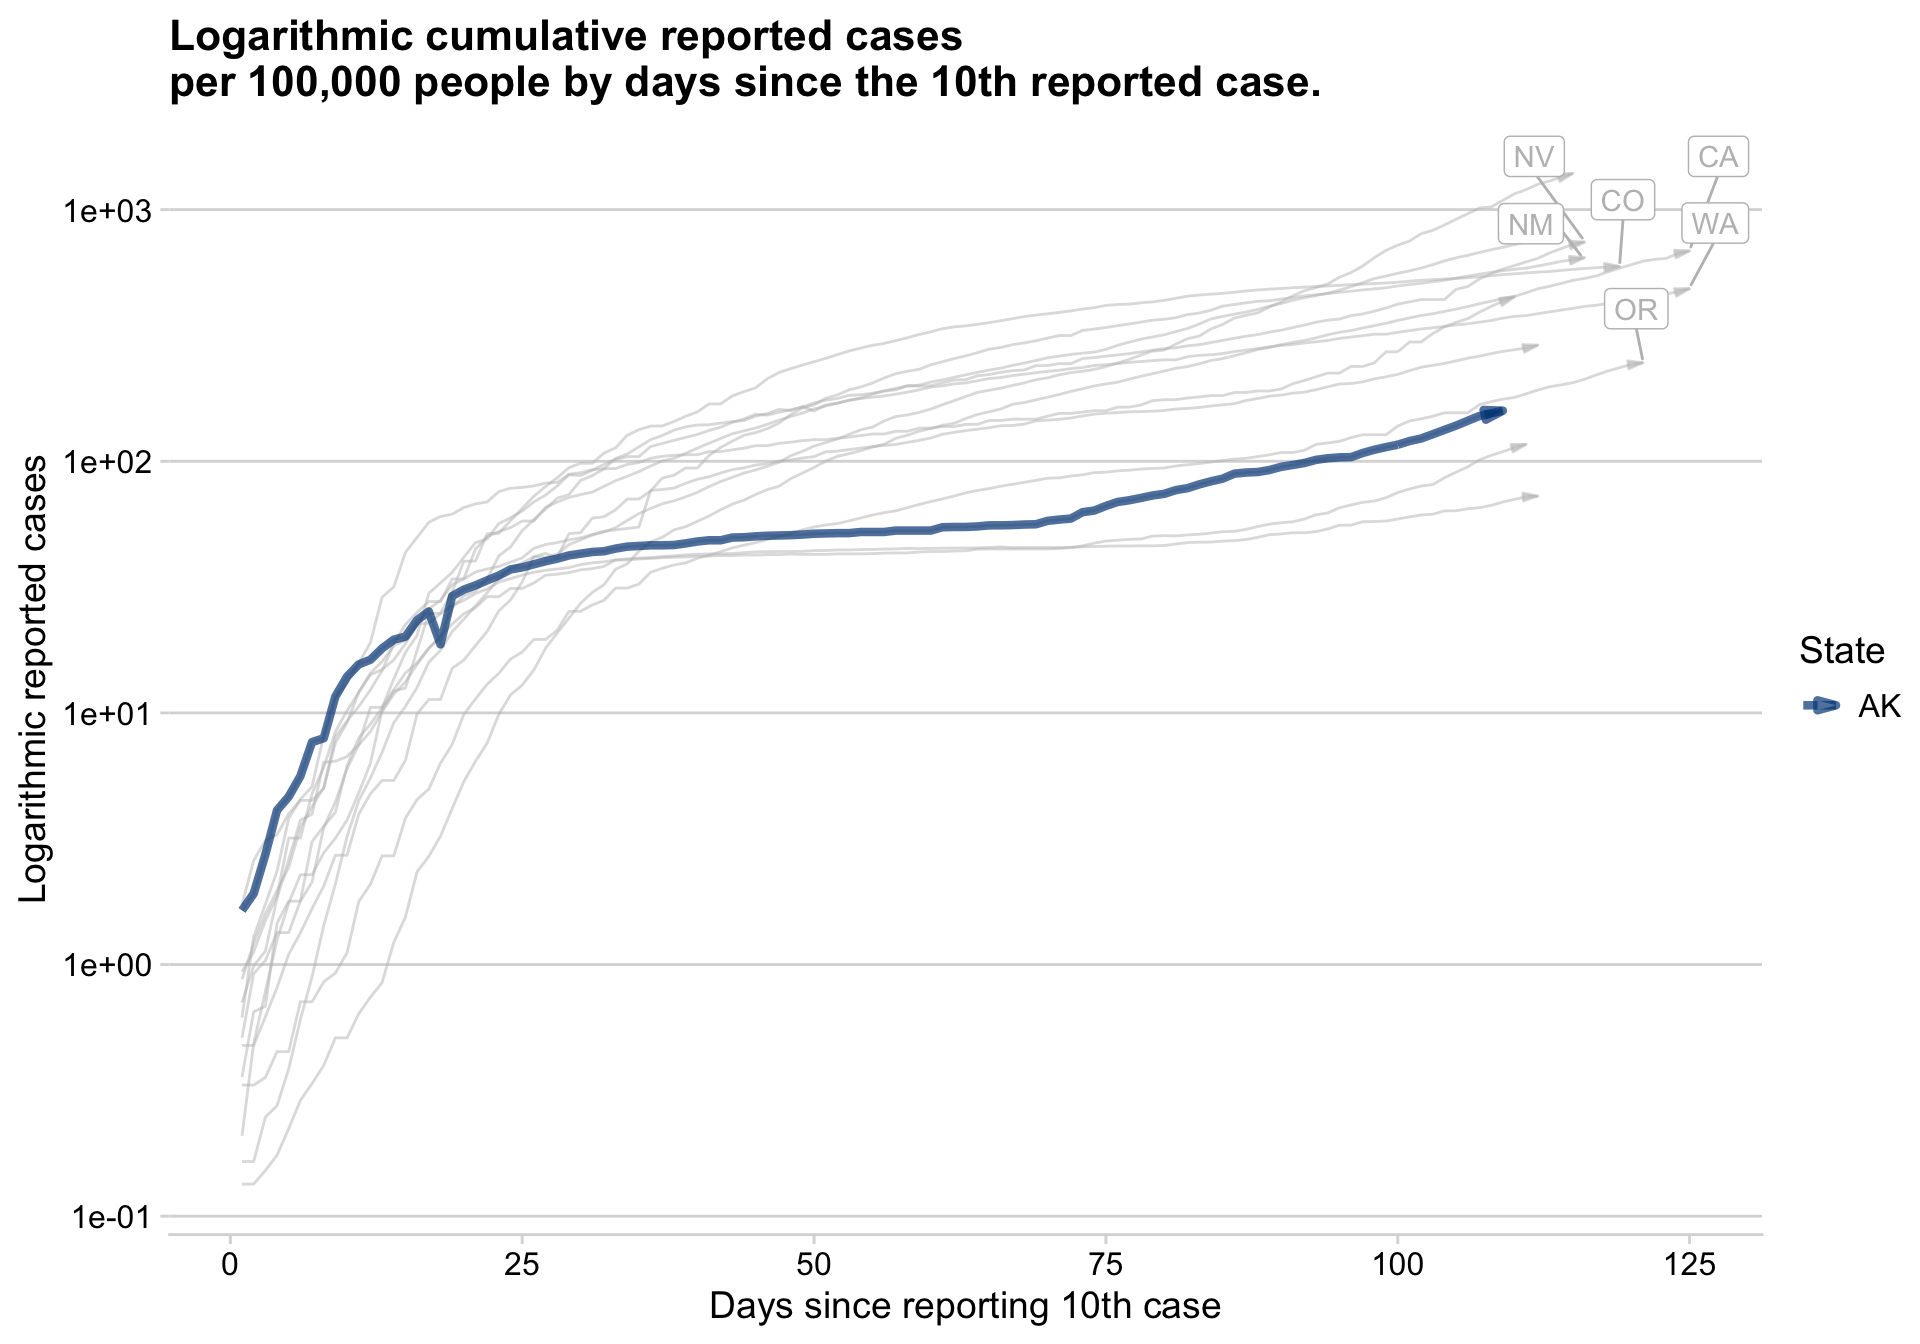 Logarithmic cumulative reported cases
per 100,000 people by days since the 10th reported case.
NV
CA
CO
NM
WA
OR
1e+03
1e+02
1e+01
1e+00
1e-01
Logarithmic reported cases
State
AK
0
25
50
75
100
125
Days since reporting 10th case